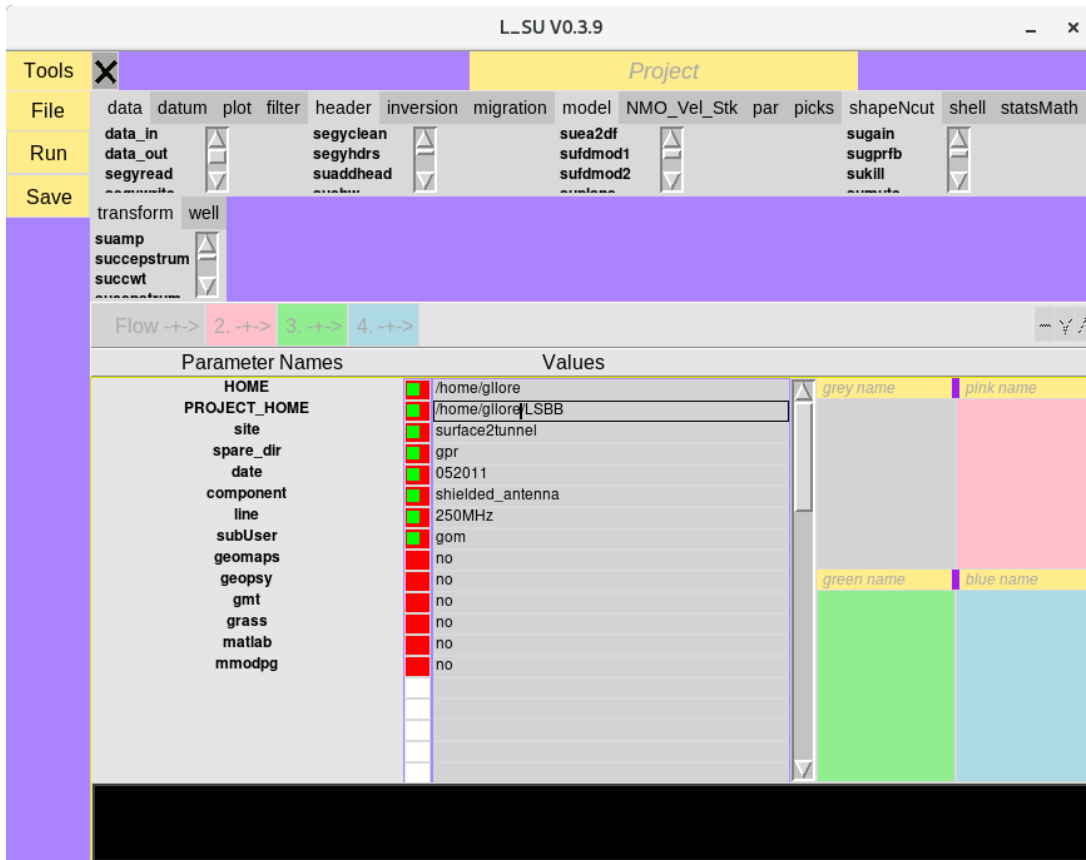 L_SU V0.3.9
Tools
Project
File
data datum plot filter header inversion migration model NMO_Vel_Stk par picks shapeNcut shell statsMath
data_in
data_out
segyread
segywrite
segyclean
segyhdrs
suaddhead
suea2df
sufdmod1
sufdmod2
suplane
sugain
sugprfb
sukill
sumute
Run
Save
transform well
suamp
succepstrum
succwt
Flow -+-> 2. -+-> 3. -+-> 4. -+->
Parameter Names Values
HOME /home/gllore
PROJECT_HOME /home/gllore/LSBB
site surface2tunnel
spare_dir gpr
date 052011
component shielded_antenna
line 250MHz
subUser gom
geomaps no
geopsy no
gmt no
grass no
matlab no
mmodpg no
grey name pink name
green name blue name